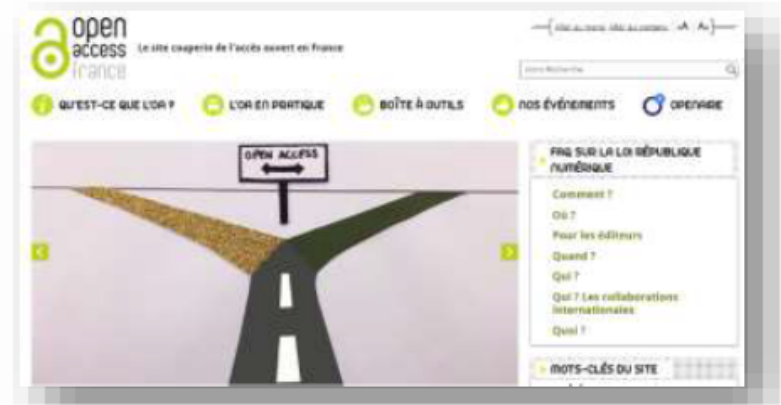 open
access
france
Le site couperin de l'accès ouvert en France
A A
QU'EST-CE QUE L'OA ?
L'OA EN PRATIQUE
BOÎTE À OUTILS
NOS ÉVÉNEMENTS
OPENAIRE
OPEN ACCESS
FAQ SUR LA LOI RÉPUBLIQUE
NUMÉRIQUE
Comment ?
Où ?
Pour les éditeurs
Quand ?
Qui ?
Qui ? Les collaborations
internationales
Quoi ?
MOTS-CLÉS DU SITE